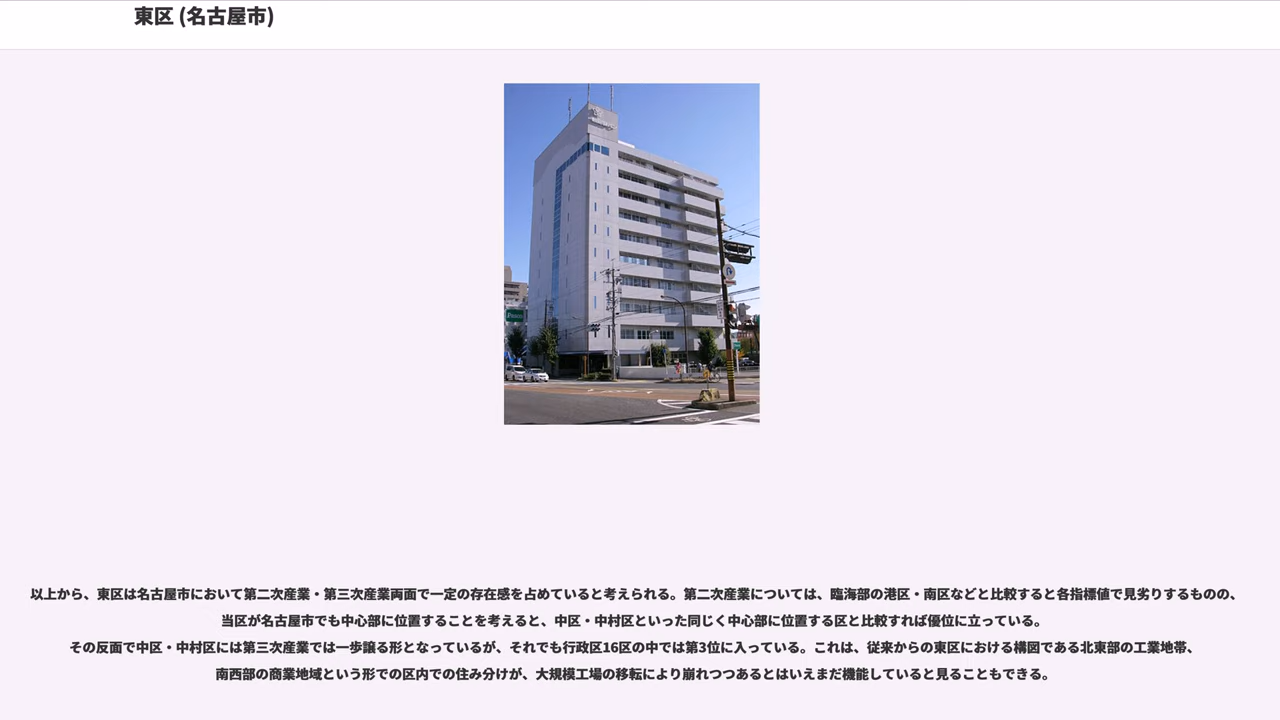 東区 (名古屋市)
以上から、東区は名古屋市において第二次産業・第三次産業両面で一定の存在感を占めていると考えられる。第二次産業については、臨海部の港区・南区などと比較すると各指標値で見劣りするものの、
当区が名古屋市でも中心部に位置することを考えると、中区・中村区といった同じく中心部に位置する区と比較すれば優位に立っている。
その反面で中区・中村区には第三次産業では一歩譲る形となっているが、それでも行政区16区の中では第3位に入っている。これは、従来からの東区における構図である北東部の工業地帯、
南西部の商業地域という形での区内での住み分けが、大規模工場の移転により崩れつつあるとはいえまだ機能していると見ることもできる。